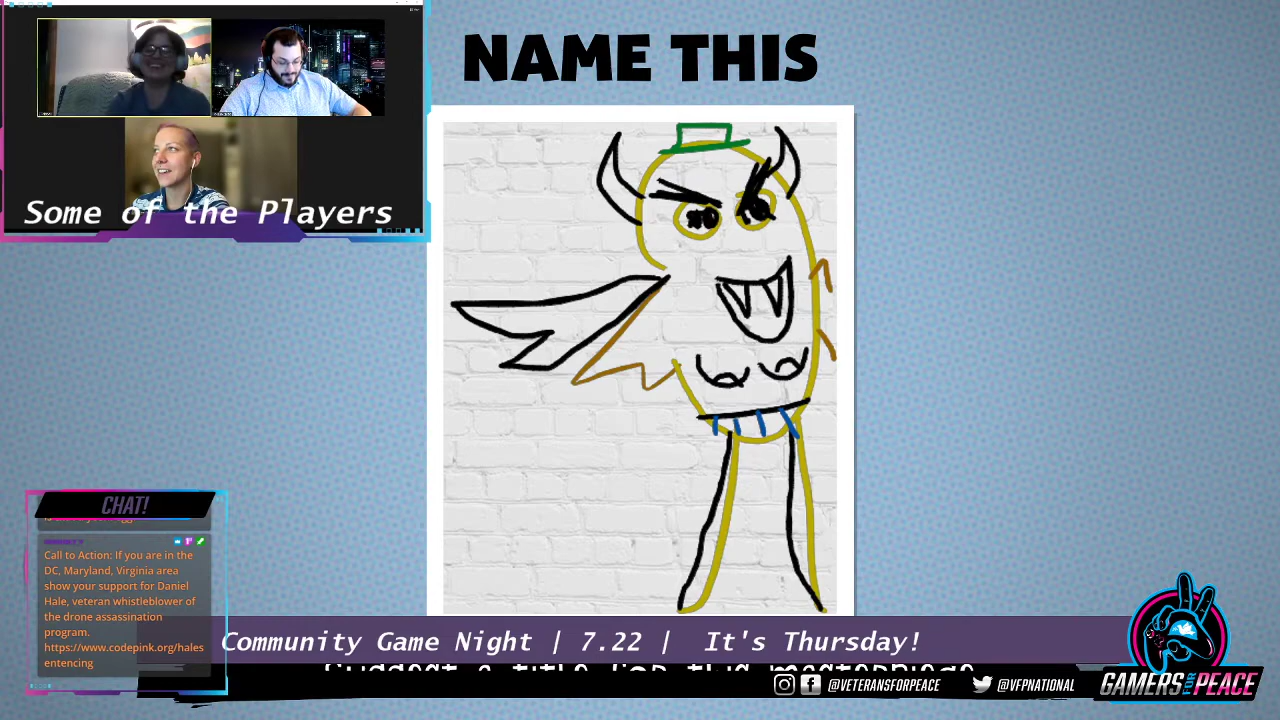 NAME THIS
Some of the Players
CHAT!
Call to Action: If you are in the
DC, Maryland, Virginia area
show your support for Daniel
Hale, veteran whistleblower of
the drone assassination
program.
https://www.codepink.org/hales
entencing
Community Game Night | 7.22 | It's Thursday!
@VETERANSFORPEACE
@VFPNATIONAL
GAMERS FOR PEACE